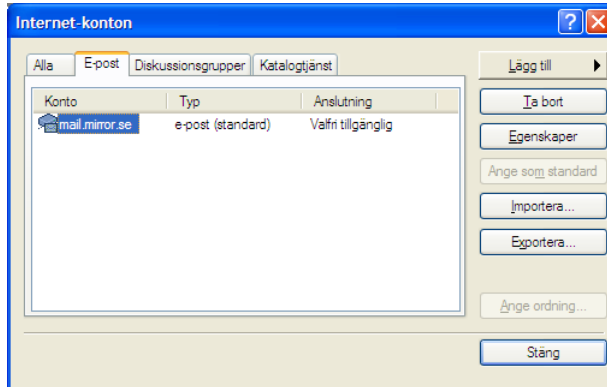 Internet-konton
Alla E-post Diskussionsgrupper Katalogtjänst
Konto Typ Anslutning
mail.mirror.se e-post (standard) Valfri tillgänglig
Lägg till
Ta bort
Egenskaper
Ange som standard
Importera...
Exportera...
Ange ordning...
Stäng